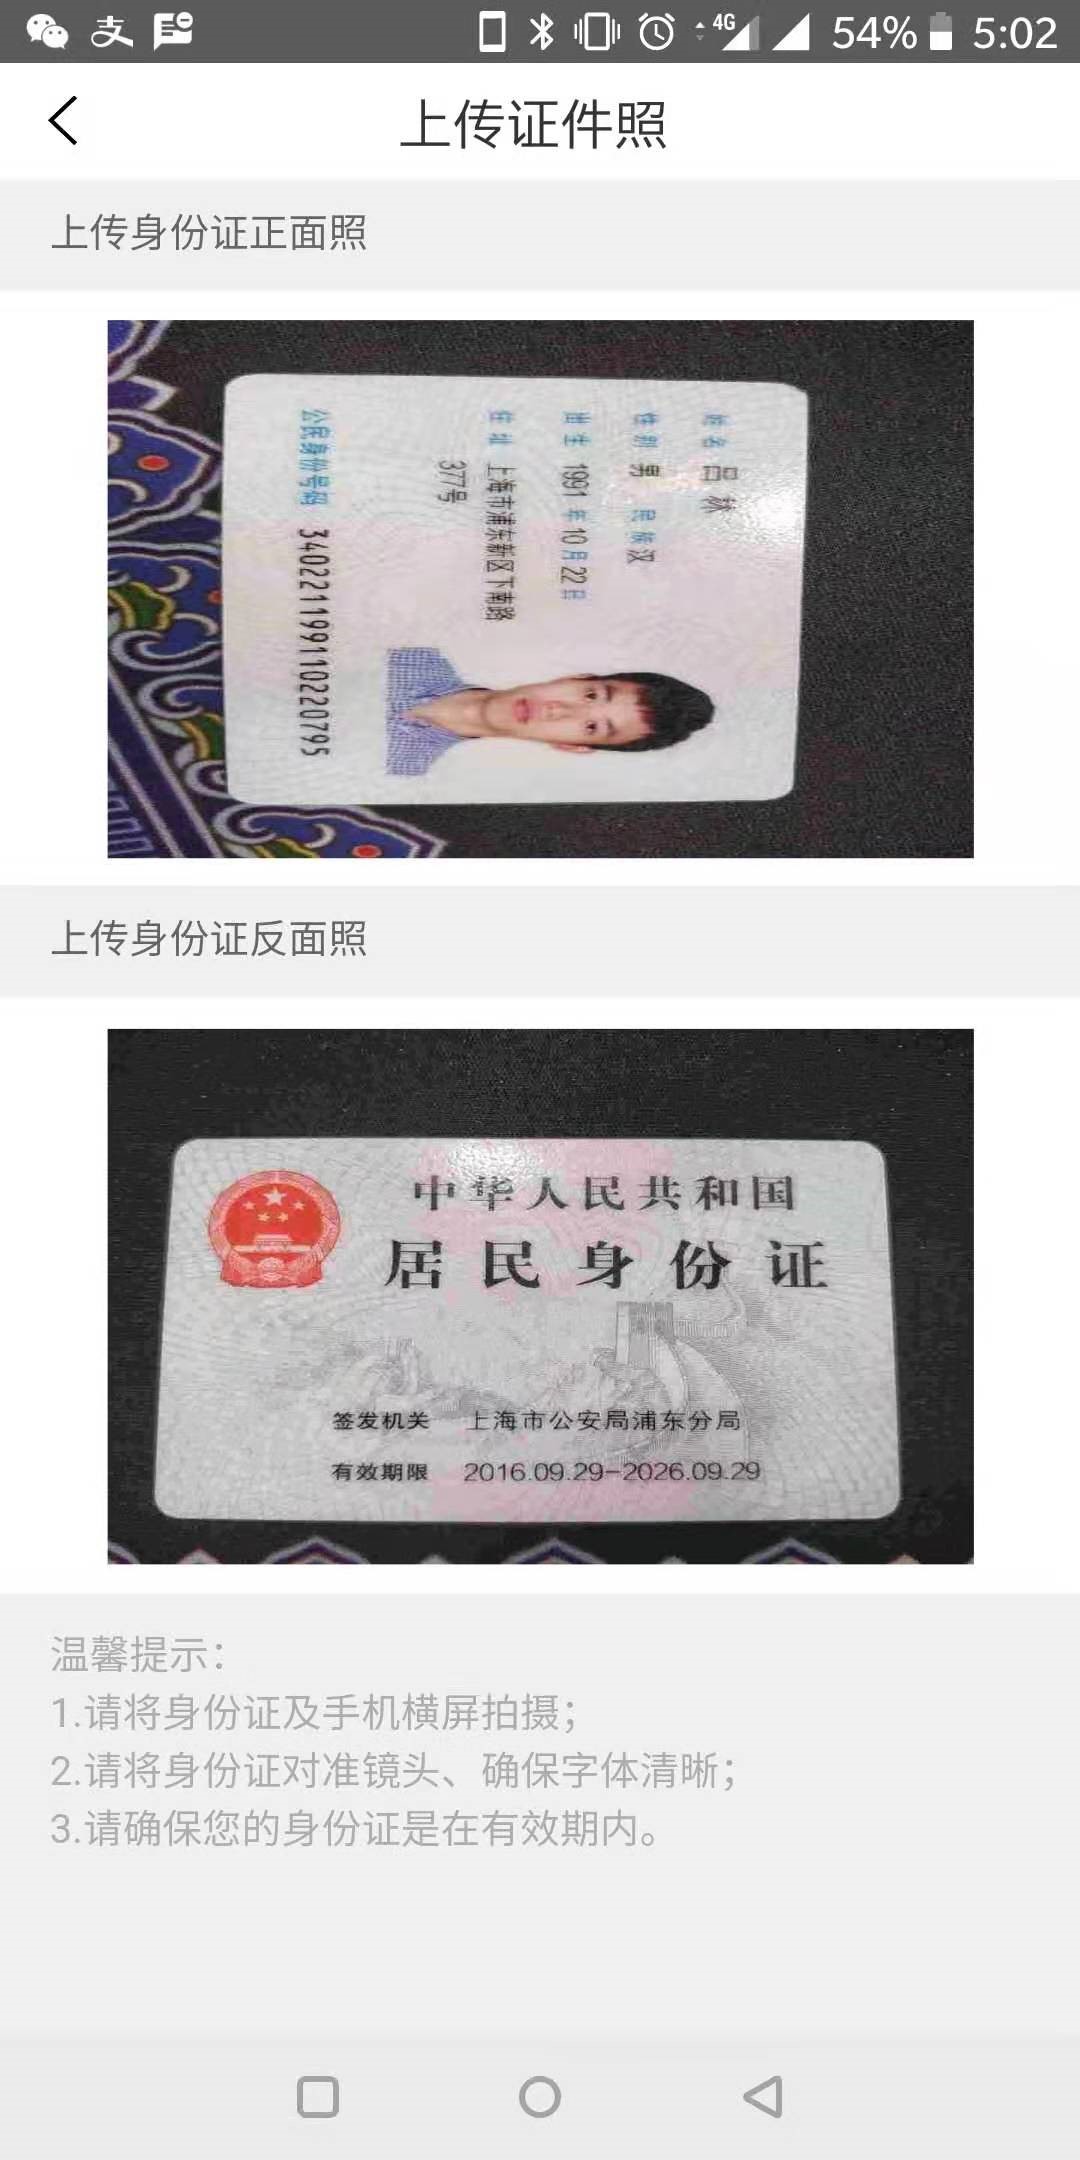 4G 54% 5:02
上传证件照
上传身份证正面照
姓名 吕
性别 男 民族 汉
出生 1991 年 10 月 22 日
住址 上海市浦东新区下南路
377号
公民身份号码 340221199110220795
上传身份证反面照
中华人民共和国
居民身份证
签发机关 上海市公安局浦东分局
有效期限 2016.09.29-2026.09.29
温馨提示：
1.请将身份证及手机横屏拍摄；
2.请将身份证对准镜头、确保字体清晰；
3.请确保您的身份证是在有效期内。